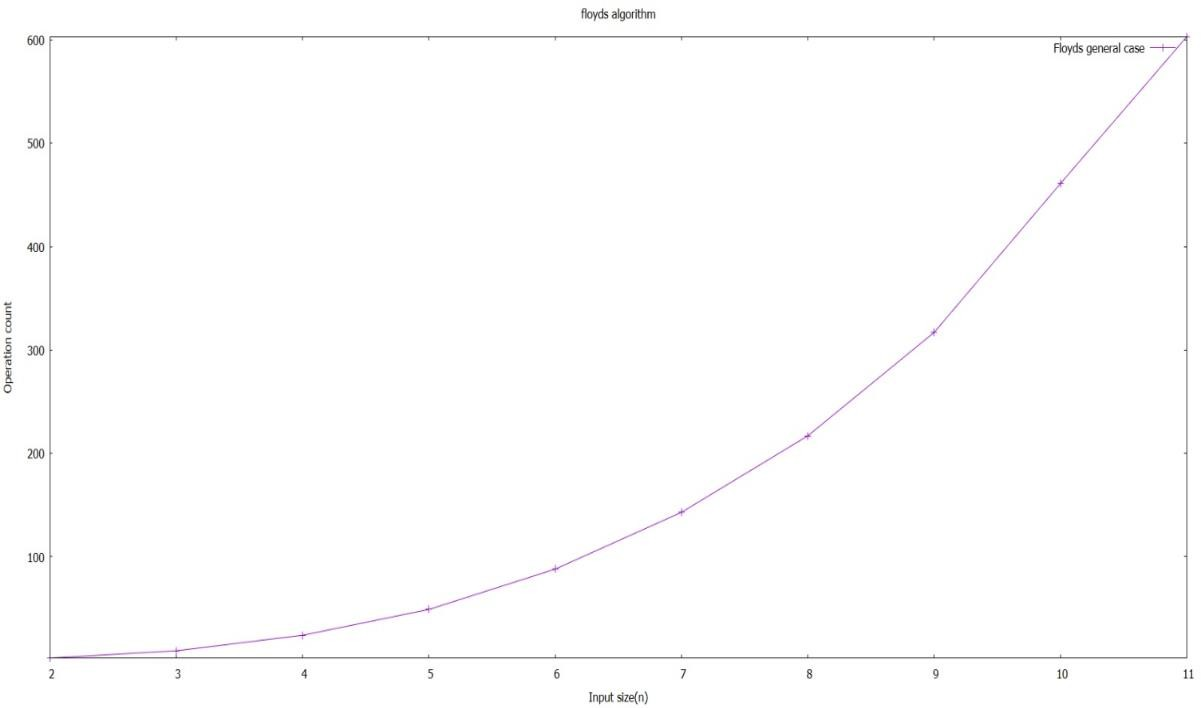 floyds algorithm
Floyds general case
600
500
400
300
200
100
Operation count
2 3 4 5 6 7 8 9 10 11
Input size(n)